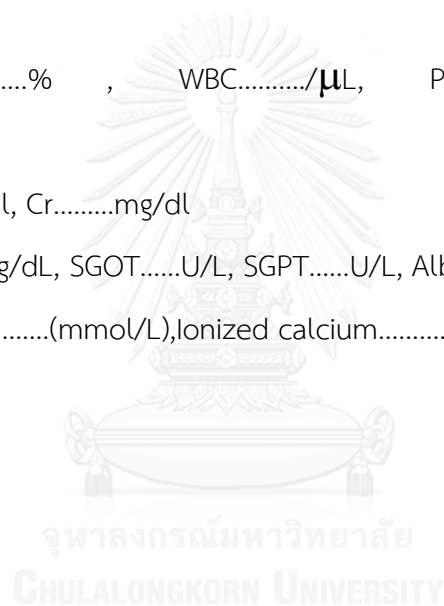 .....% , WBC........../µL, P
l, Cr.........mg/dl
g/dL, SGOT......U/L, SGPT......U/L, Alb
........(mmol/L),Ionized calcium...........
จุฬาลงกรณ์มหาวิทยาลัย
CHULALONGKORN UNIVERSITY